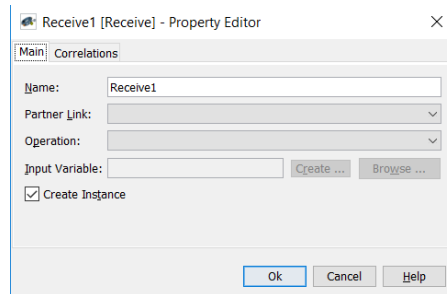 Receive1 [Receive] - Property Editor
Main Correlations
Name: Receive1
Partner Link:
Operation:
Input Variable: Create ... Browse ...
Create Instance
Ok Cancel Help